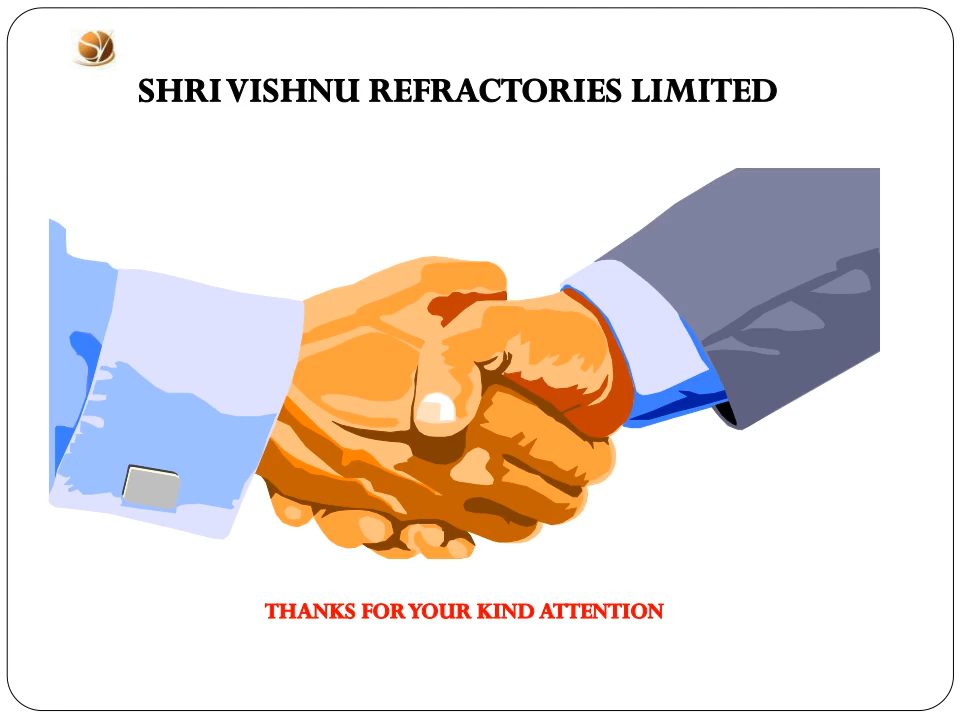 SHRI VISHNU REFRACTORIES LIMITED
THANKS FOR YOUR KIND ATTENTION